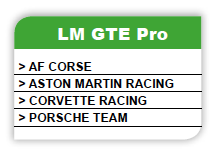 LM GTE Pro
> AF CORSE
> ASTON MARTIN RACING
> CORVETTE RACING
> PORSCHE TEAM